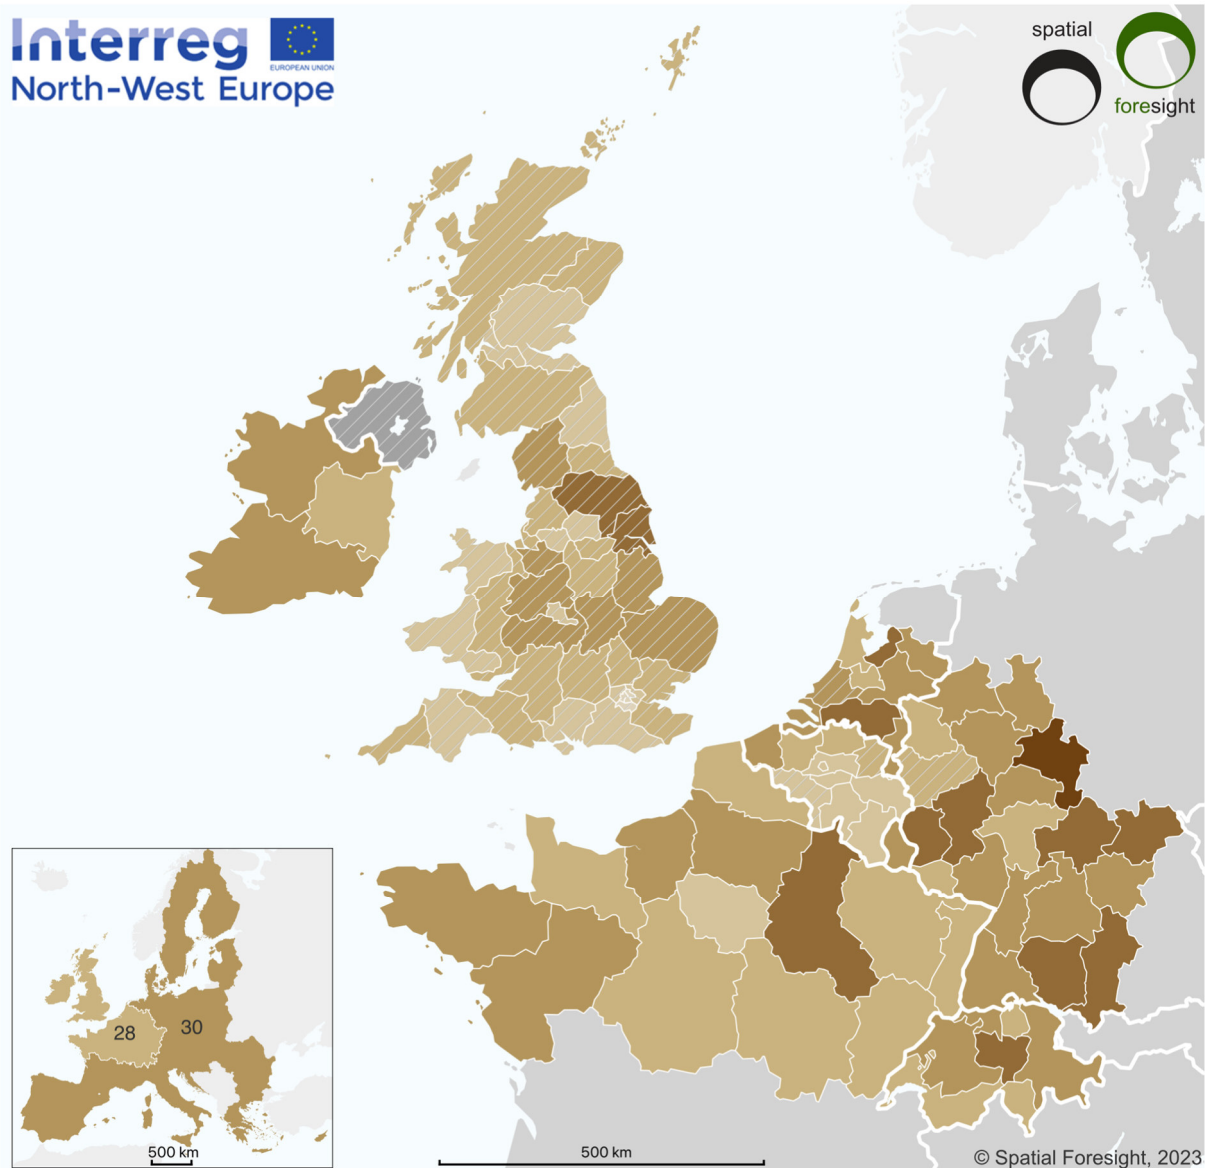 Interreg
EUROPEAN UNION
North-West Europe
spatial
foresight
28
30
500 km
500 km
© Spatial Foresight, 2023